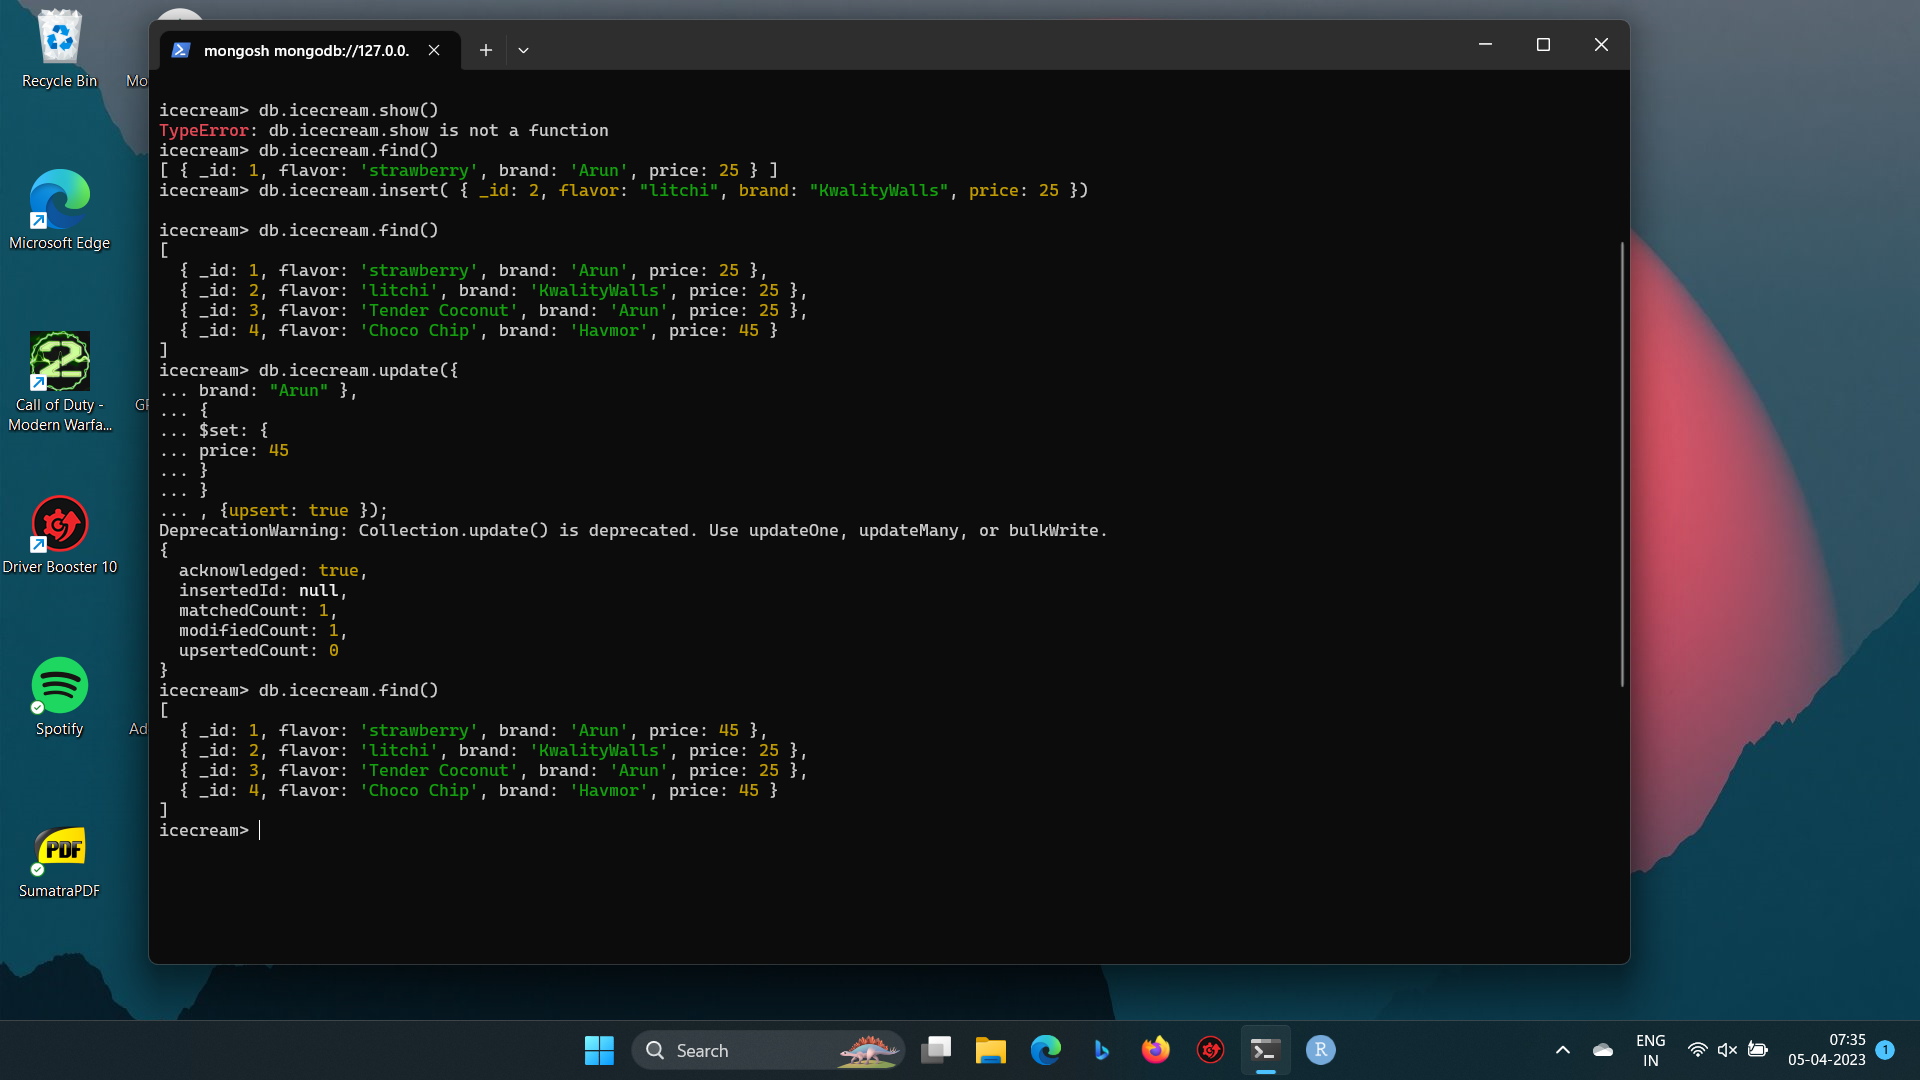 Recycle Bin
Mo
Microsoft Edge
2
Call of Duty -
Modern Warfa...
GF
Driver Booster 10
Spotify
Ad
PDF
SumatraPDF
mongosh mongodb://127.0.0.
icecream> db.icecream.show()
TypeError: db.icecream.show is not a function
icecream> db.icecream.find()
[ { _id: 1, flavor: 'strawberry', brand: 'Arun', price: 25 } ]
icecream> db.icecream.insert( { _id: 2, flavor: "litchi", brand: "KwalityWalls", price: 25 })
icecream> db.icecream.find()
[
  { _id: 1, flavor: 'strawberry', brand: 'Arun', price: 25 },
  { _id: 2, flavor: 'litchi', brand: 'KwalityWalls', price: 25 },
  { _id: 3, flavor: 'Tender Coconut', brand: 'Arun', price: 25 },
  { _id: 4, flavor: 'Choco Chip', brand: 'Havmor', price: 45 }
]
icecream> db.icecream.update({
... brand: "Arun" },
... {
... $set: {
... price: 45
... }
... }
... , {upsert: true });
DeprecationWarning: Collection.update() is deprecated. Use updateOne, updateMany, or bulkWrite.
{
  acknowledged: true,
  insertedId: null,
  matchedCount: 1,
  modifiedCount: 1,
  upsertedCount: 0
}
icecream> db.icecream.find()
[
  { _id: 1, flavor: 'strawberry', brand: 'Arun', price: 45 },
  { _id: 2, flavor: 'litchi', brand: 'KwalityWalls', price: 25 },
  { _id: 3, flavor: 'Tender Coconut', brand: 'Arun', price: 25 },
  { _id: 4, flavor: 'Choco Chip', brand: 'Havmor', price: 45 }
]
icecream>
Search
R
ENG
IN
07:35
05-04-2023
1